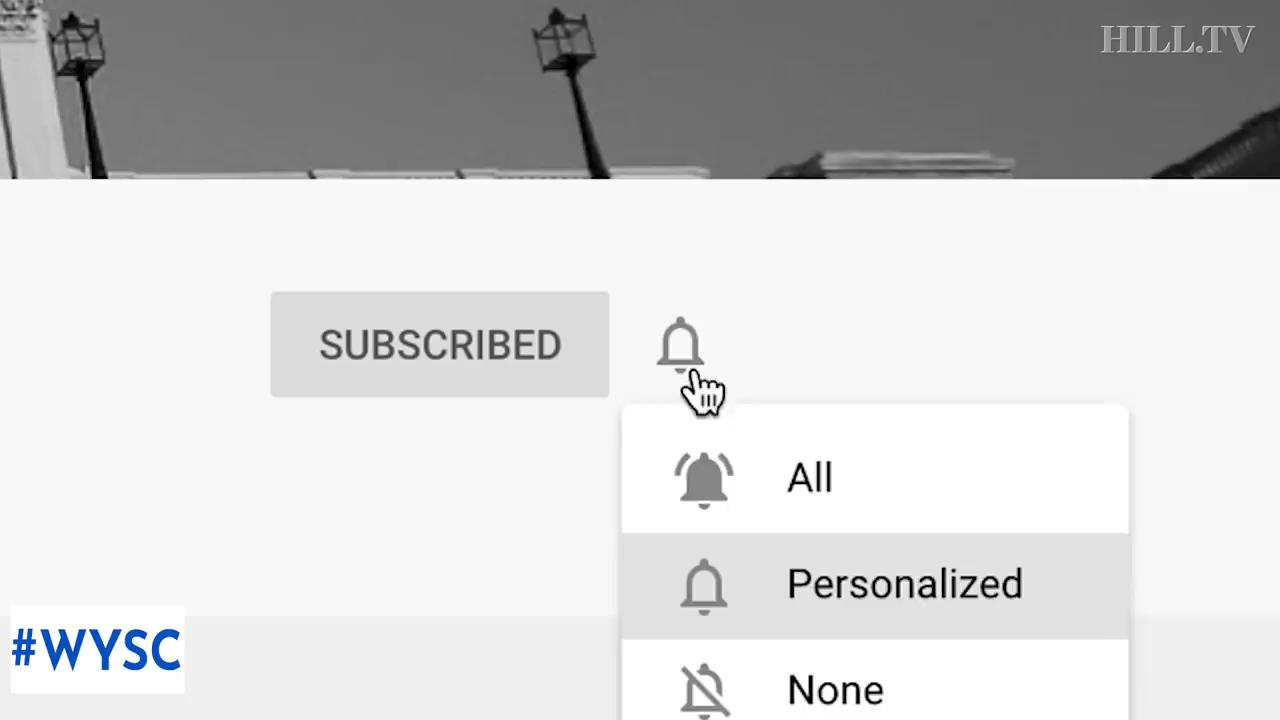 HILL.TV
SUBSCRIBED
All
Personalized
#WYSC
None